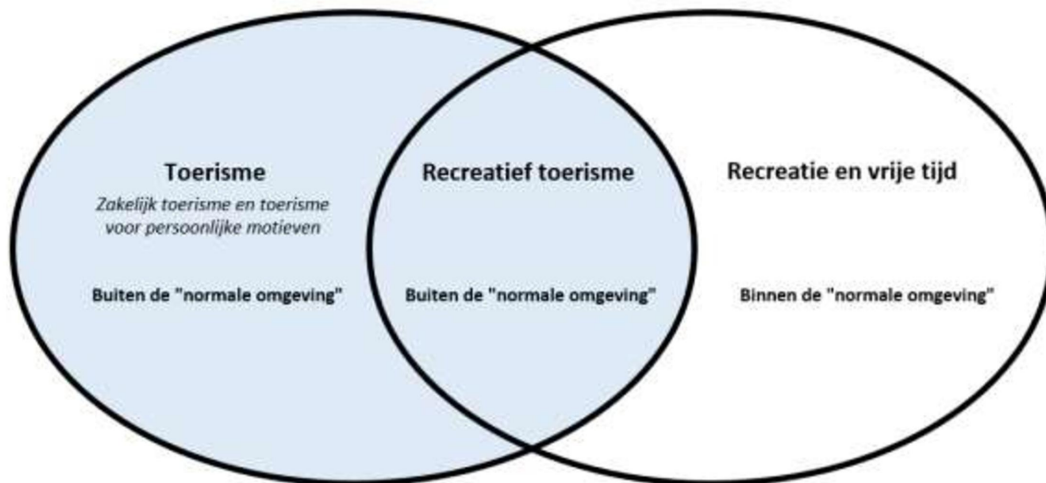 Toerisme
Zakelijk toerisme en toerisme
voor persoonlijke motieven
Buiten de "normale omgeving"
Recreatief toerisme
Buiten de "normale omgeving"
Recreatie en vrije tijd
Binnen de "normale omgeving"